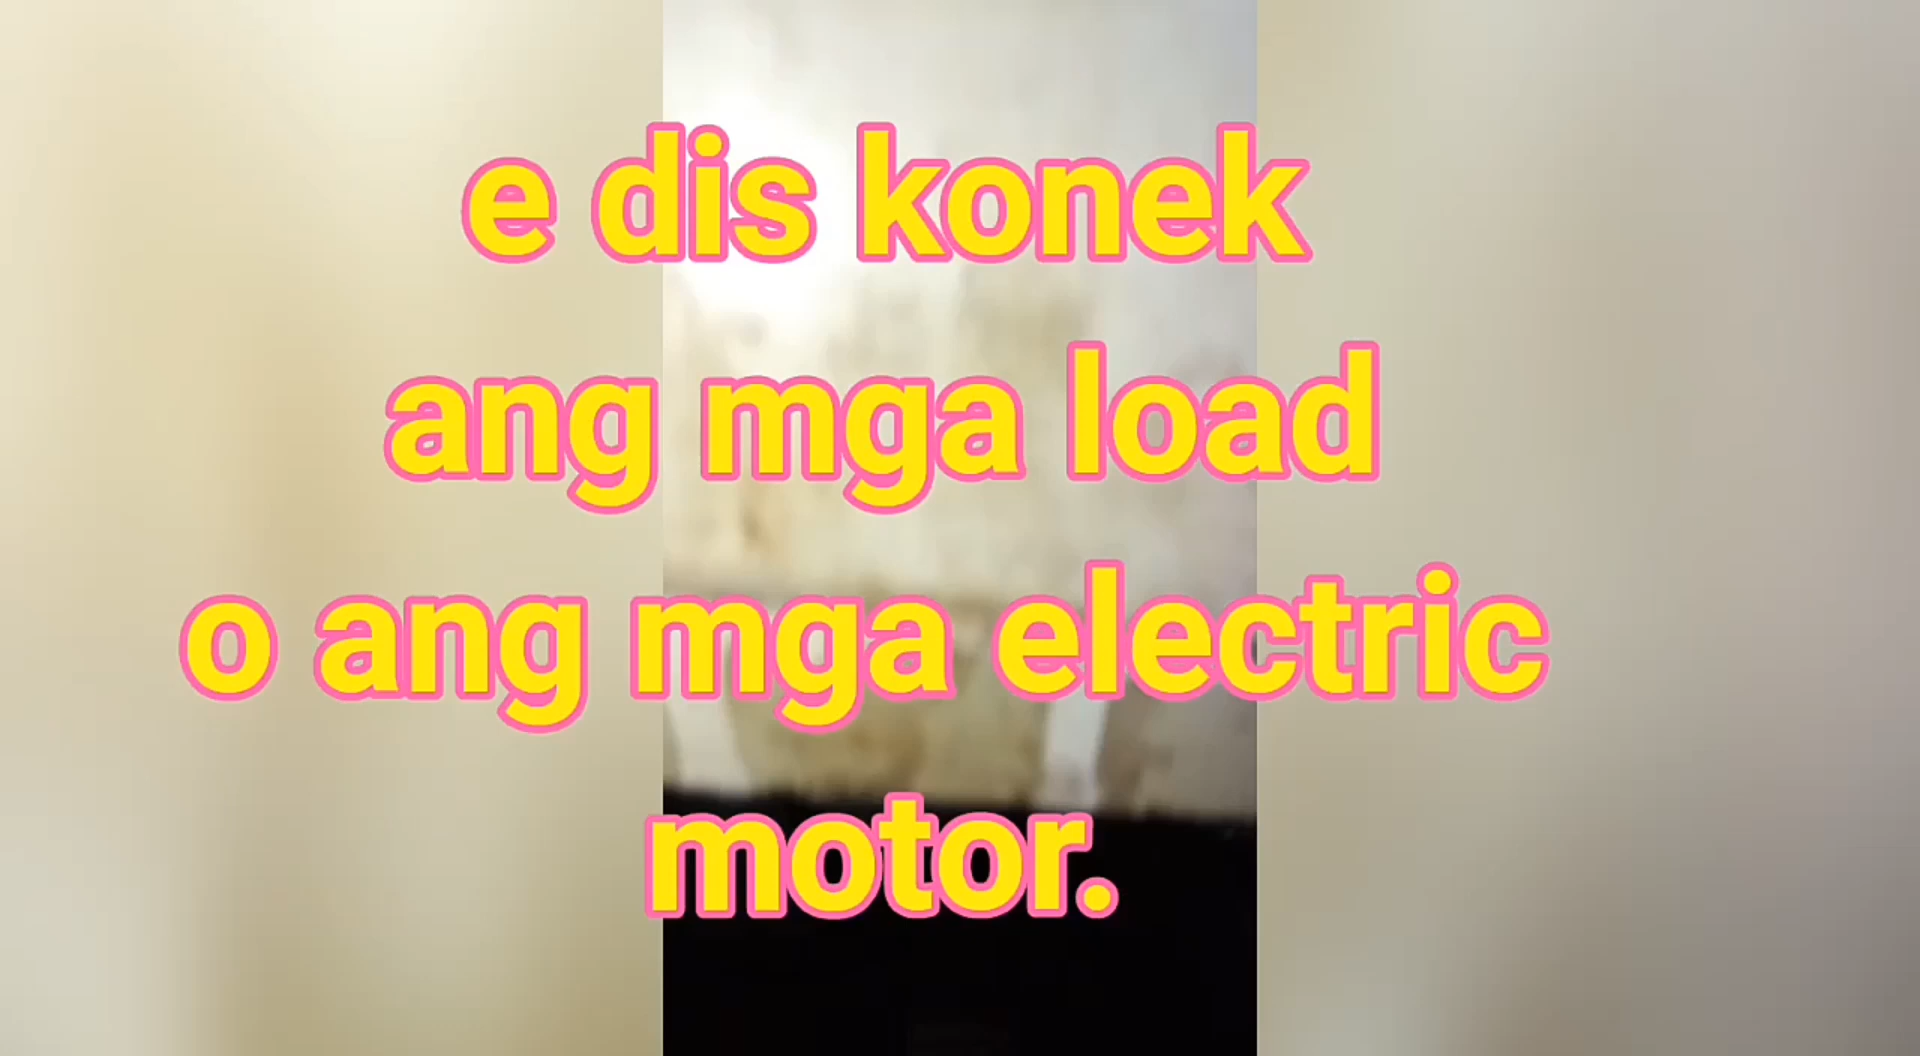 e dis konek
ang mga load
o ang mga electric
motor.